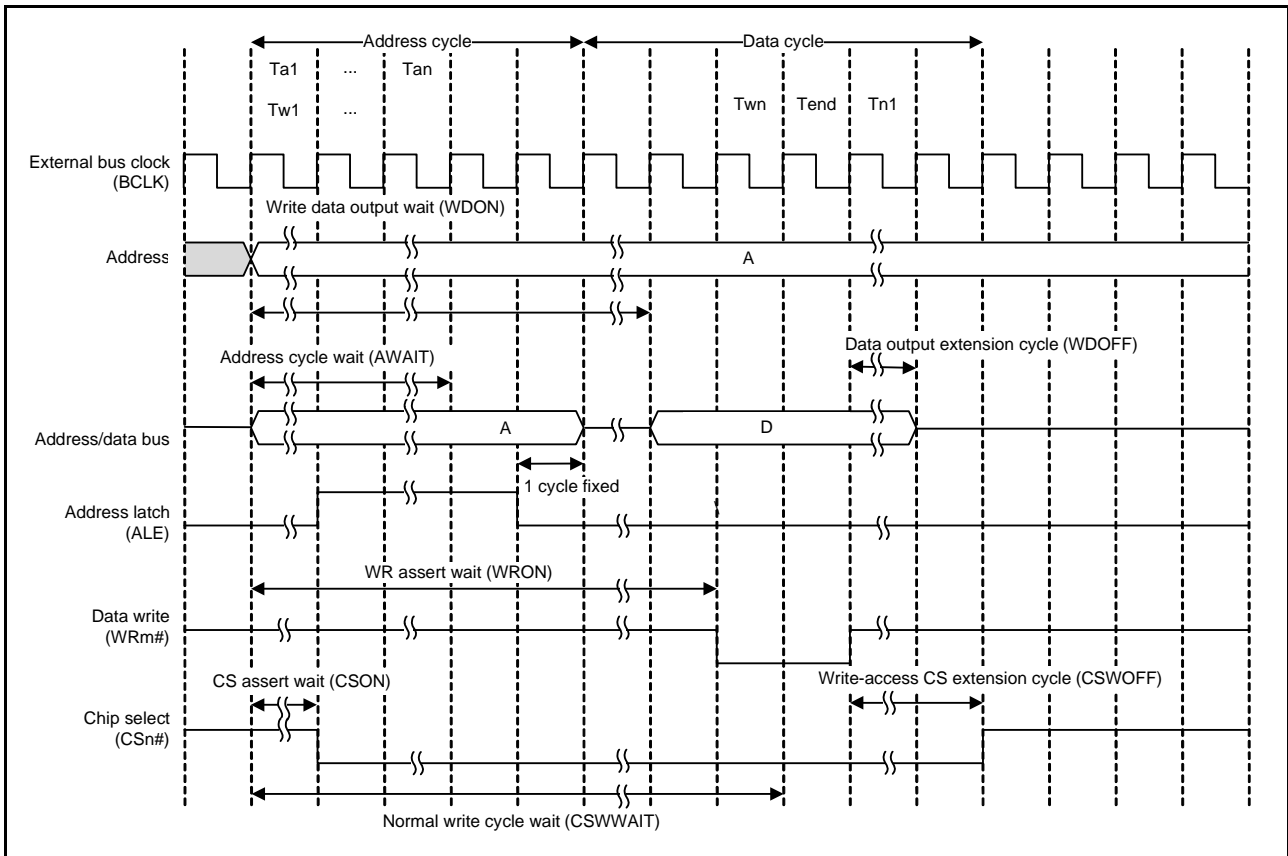 Address cycle Data cycle
Ta1 ... Tan
Twn Tend Tn1
Tw1 ...
External bus clock
(BCLK)
Write data output wait (WDON)
Address
A
Data output extension cycle (WDOFF)
Address cycle wait (AWAIT)
Address/data bus
A D
1 cycle fixed
Address latch
(ALE)
WR assert wait (WRON)
Data write
(WRm#)
CS assert wait (CSON)
Write-access CS extension cycle (CSWOFF)
Chip select
(CSn#)
Normal write cycle wait (CSWWAIT)